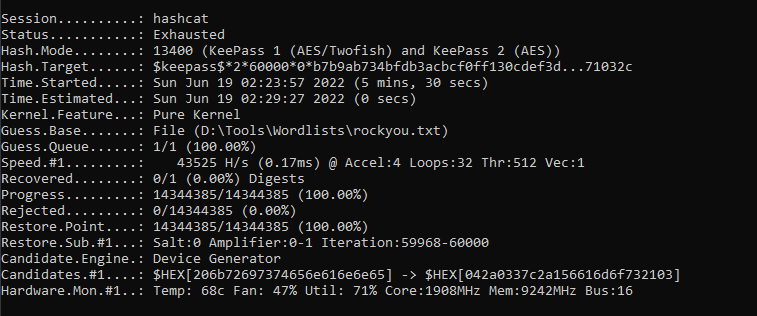 Session..........: hashcat
Status...........: Exhausted
Hash.Mode........: 13400 (KeePass 1 (AES/Twofish) and KeePass 2 (AES))
Hash.Target......: $keepass$*2*60000*0*b7b9ab734bfdb3acbcf0ff130cdef3d...71032c
Time.Started.....: Sun Jun 19 02:23:57 2022 (5 mins, 30 secs)
Time.Estimated...: Sun Jun 19 02:29:27 2022 (0 secs)
Kernel.Feature...: Pure Kernel
Guess.Base.......: File (D:\Tools\Wordlists\rockyou.txt)
Guess.Queue......: 1/1 (100.00%)
Speed.#1.........:    43525 H/s (0.17ms) @ Accel:4 Loops:32 Thr:512 Vec:1
Recovered........: 0/1 (0.00%) Digests
Progress.........: 14344385/14344385 (100.00%)
Rejected.........: 0/14344385 (0.00%)
Restore.Point....: 14344385/14344385 (100.00%)
Restore.Sub.#1...: Salt:0 Amplifier:0-1 Iteration:59968-60000
Candidate.Engine.: Device Generator
Candidates.#1....: $HEX[206b72697374656e616e6e65] -> $HEX[042a0337c2a156616d6f732103]
Hardware.Mon.#1..: Temp: 68c Fan: 47% Util: 71% Core:1908MHz Mem:9242MHz Bus:16